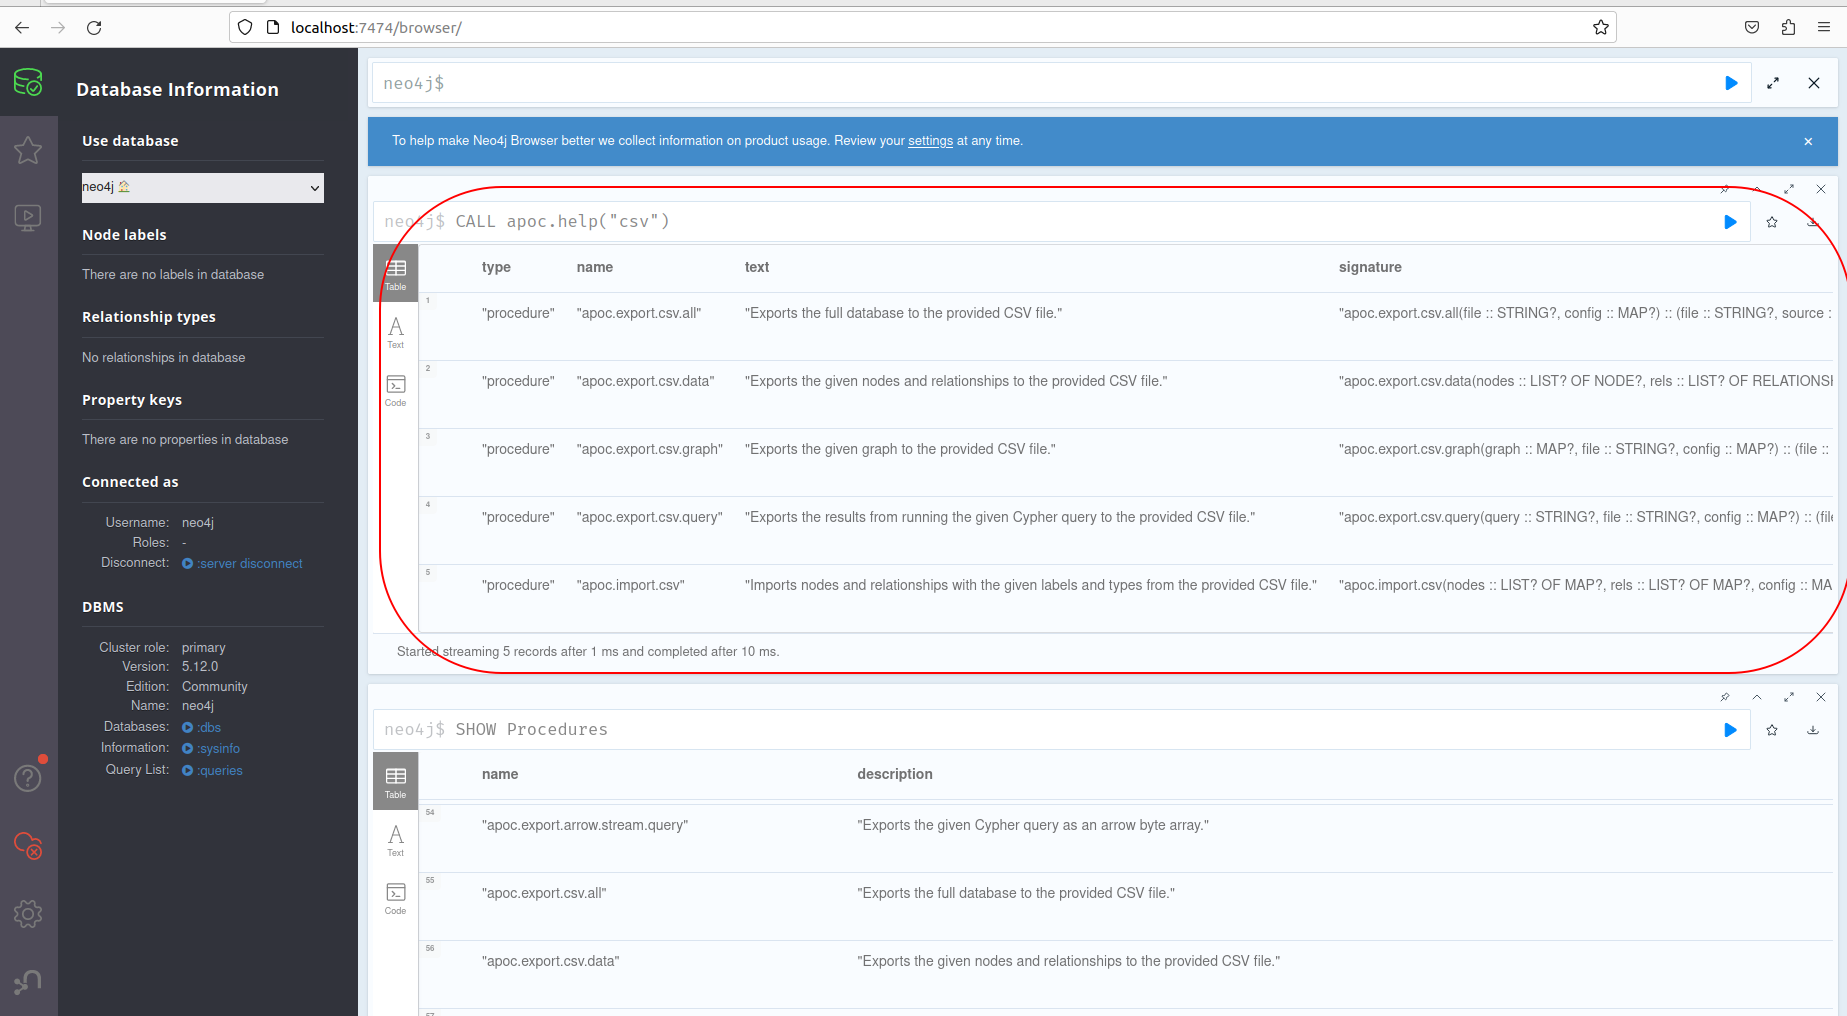 localhost:7474/browser/
Database Information
Use database
neo4j
Node labels
There are no labels in database
Relationship types
No relationships in database
Property keys
There are no properties in database
Connected as
Username: neo4j
Roles: -
Disconnect: :server disconnect
DBMS
Cluster role: primary
Version: 5.12.0
Edition: Community
Name: neo4j
Databases: :dbs
Information: :sysinfo
Query List: :queries
neo4j$
To help make Neo4j Browser better we collect information on product usage. Review your settings at any time.
neo4j$ CALL apoc.help("csv")
Table
Text
Code
type name text signature
1
"procedure" "apoc.export.csv.all" "Exports the full database to the provided CSV file." "apoc.export.csv.all(file :: STRING?, config :: MAP?) :: (file :: STRING?, source :
2
"procedure" "apoc.export.csv.data" "Exports the given nodes and relationships to the provided CSV file." "apoc.export.csv.data(nodes :: LIST? OF NODE?, rels :: LIST? OF RELATIONSH
3
"procedure" "apoc.export.csv.graph" "Exports the given graph to the provided CSV file." "apoc.export.csv.graph(graph :: MAP?, file :: STRING?, config :: MAP?) :: (file ::
4
"procedure" "apoc.export.csv.query" "Exports the results from running the given Cypher query to the provided CSV file." "apoc.export.csv.query(query :: STRING?, file :: STRING?, config :: MAP?) :: (file
5
"procedure" "apoc.import.csv" "Imports nodes and relationships with the given labels and types from the provided CSV file." "apoc.import.csv(nodes :: LIST? OF MAP?, rels :: LIST? OF MAP?, config :: MA
Started streaming 5 records after 1 ms and completed after 10 ms.
neo4j$ SHOW Procedures
Table
Text
Code
name description
54
"apoc.export.arrow.stream.query" "Exports the given Cypher query as an arrow byte array."
55
"apoc.export.csv.all" "Exports the full database to the provided CSV file."
56
"apoc.export.csv.data" "Exports the given nodes and relationships to the provided CSV file."
57